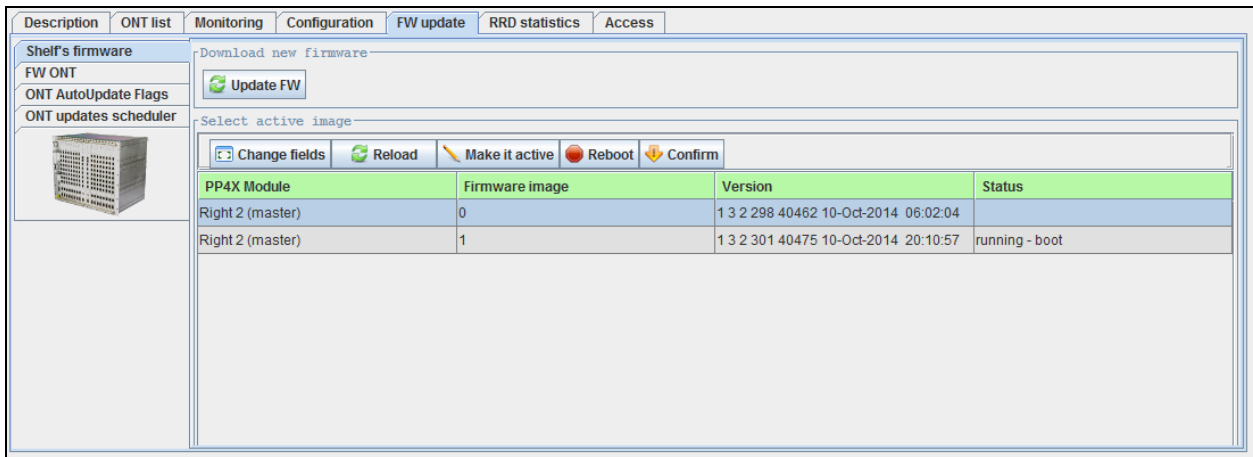 Description ONT list Monitoring Configuration FW update RRD statistics Access
Shelf's firmware
FW ONT
ONT AutoUpdate Flags
ONT updates scheduler
Download new firmware
Update FW
Select active image
Change fields Reload Make it active Reboot Confirm
PP4X Module Firmware image Version Status
Right 2 (master) 0 1 3 2 298 40462 10-Oct-2014 06:02:04
Right 2 (master) 1 1 3 2 301 40475 10-Oct-2014 20:10:57 running - boot